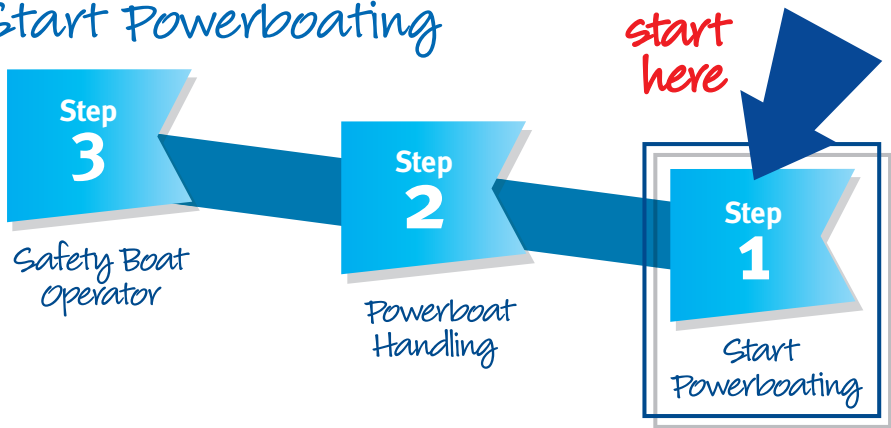 Start Powerboating
start
here
Step
3
Safety Boat
Operator
Step
2
Powerboat
Handling
Step
1
Start
Powerboating